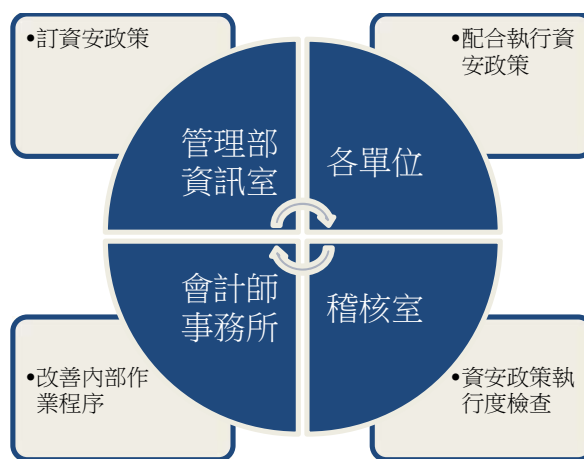 •訂資安政策
•配合執行資
安政策
管理部
資訊室
各單位
會計師
事務所
稽核室
•改善內部作
業程序
•資安政策執
行度檢查